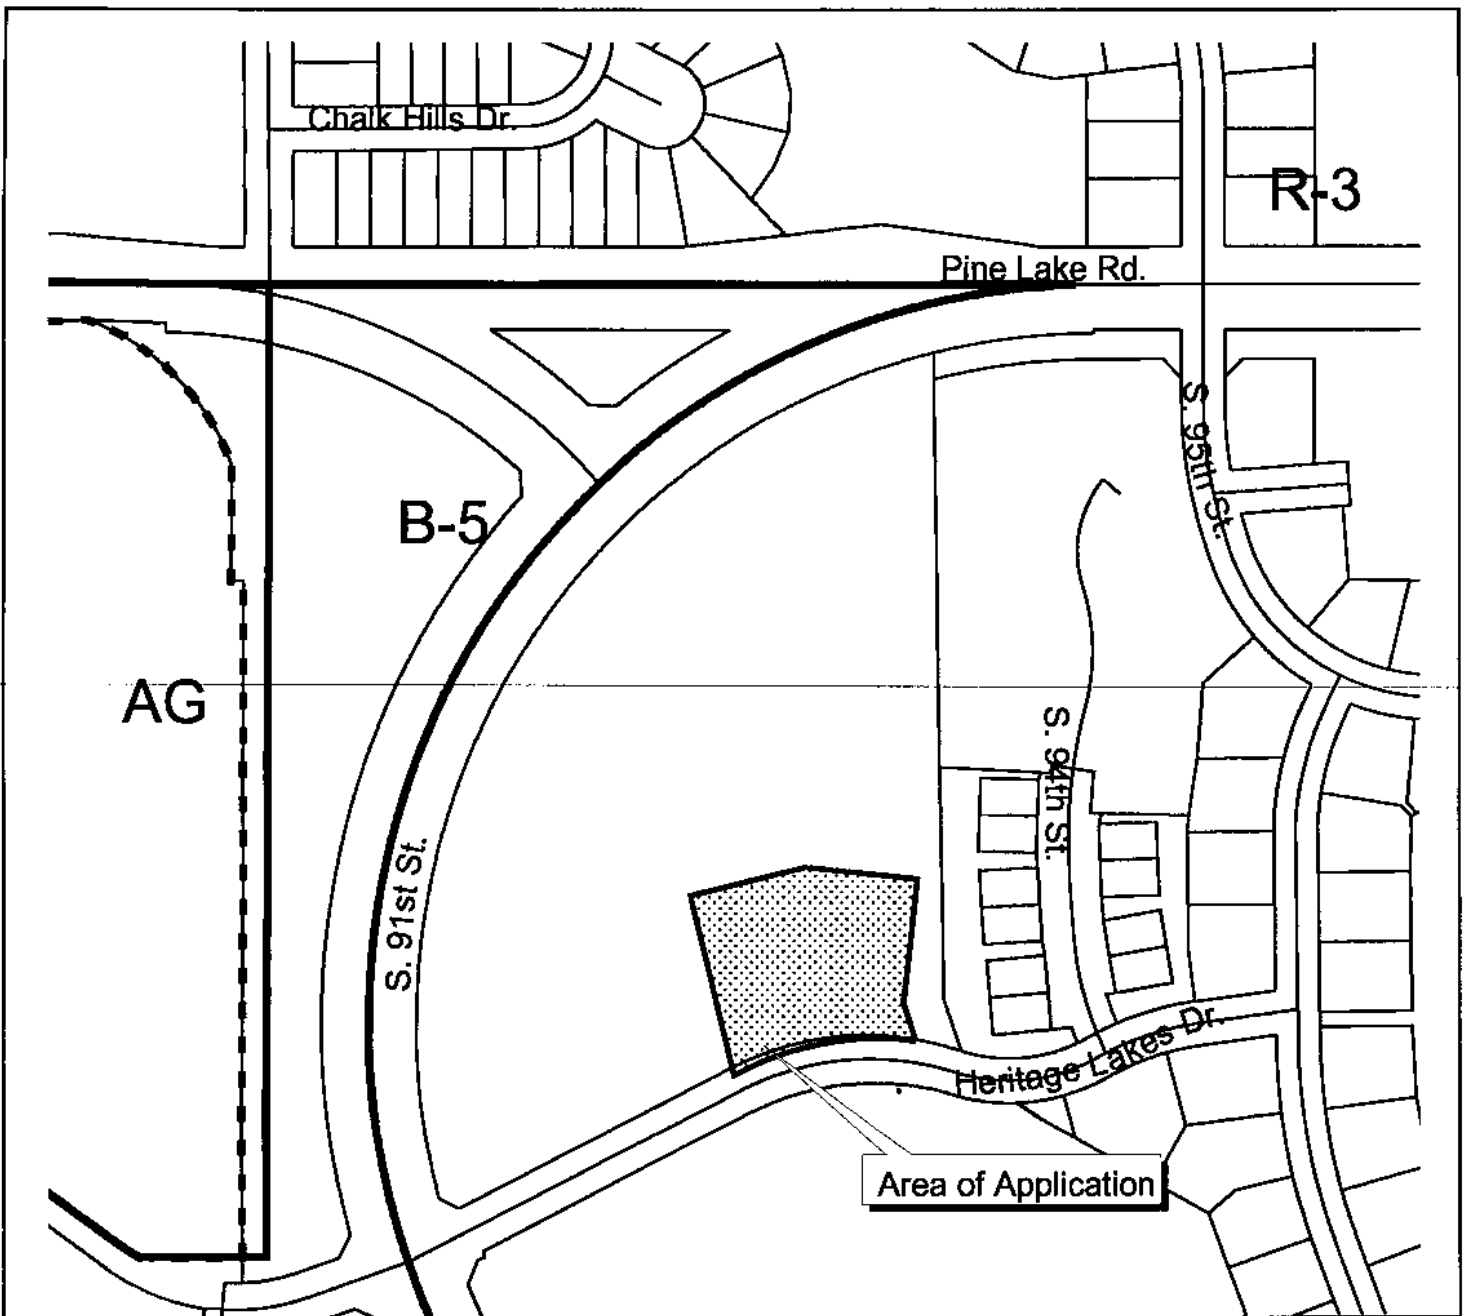 Chalk Hills Dr.
R-3
Pine Lake Rd.
S. 95th St.
B-5
AG
S. 94th St.
S. 91st St.
Heritage Lakes Dr.
Area of Application